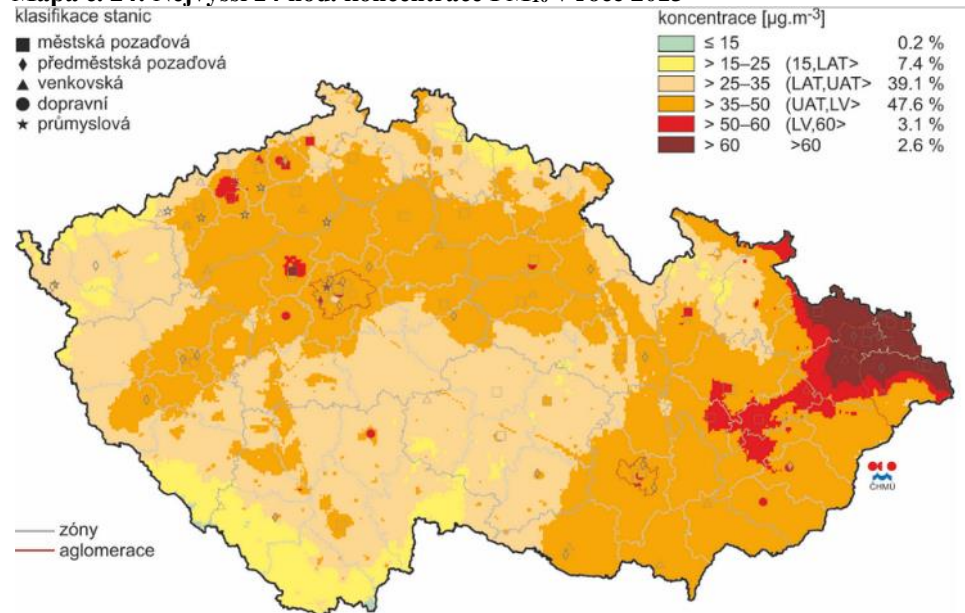 klasifikace stanic
městská pozaďová
předměstská pozaďová
venkovská
dopravní
průmyslová
koncentrace [µg.m⁻³]
≤ 15 0.2 %
> 15–25 (15,LAT> 7.4 %
> 25–35 (LAT,UAT> 39.1 %
> 35–50 (UAT,LV> 47.6 %
> 50–60 (LV,60> 3.1 %
> 60 >60 2.6 %
ČHMÚ
zóny
aglomerace